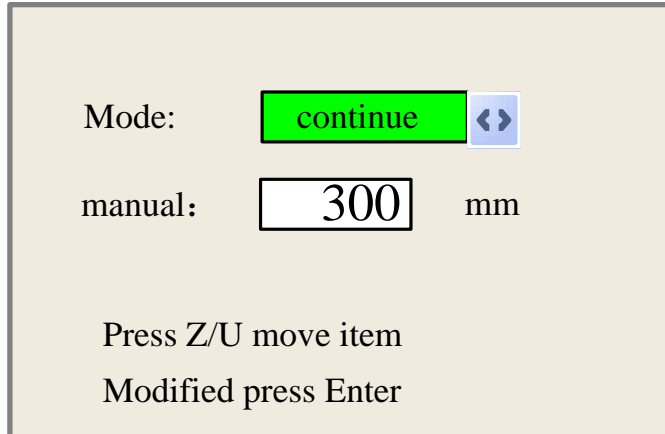 Mode: continue
manual： 300 mm
Press Z/U move item
Modified press Enter